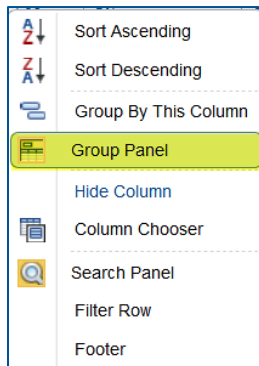 Sort Ascending
Sort Descending
Group By This Column
Group Panel
Hide Column
Column Chooser
Search Panel
Filter Row
Footer